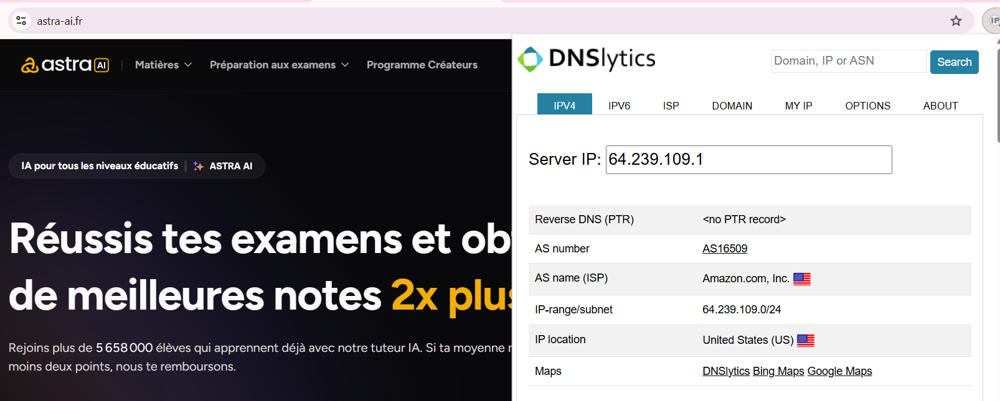 astra-ai.fr
IP
astra AI
Matières
Préparation aux examens
Programme Créateurs
IA pour tous les niveaux éducatifs
ASTRA AI
Réussis tes examens et ob
de meilleures notes 2x plus
Rejoins plus de 5 658 000 élèves qui apprennent déjà avec notre tuteur IA. Si ta moyenne
moins deux points, nous te remboursons.
DNSlytics
Domain, IP or ASN
Search
IPV4 IPV6 ISP DOMAIN MY IP OPTIONS ABOUT
Server IP: 64.239.109.1
Reverse DNS (PTR) <no PTR record>
AS number AS16509
AS name (ISP) Amazon.com, Inc.
IP-range/subnet 64.239.109.0/24
IP location United States (US)
Maps DNSlytics Bing Maps Google Maps